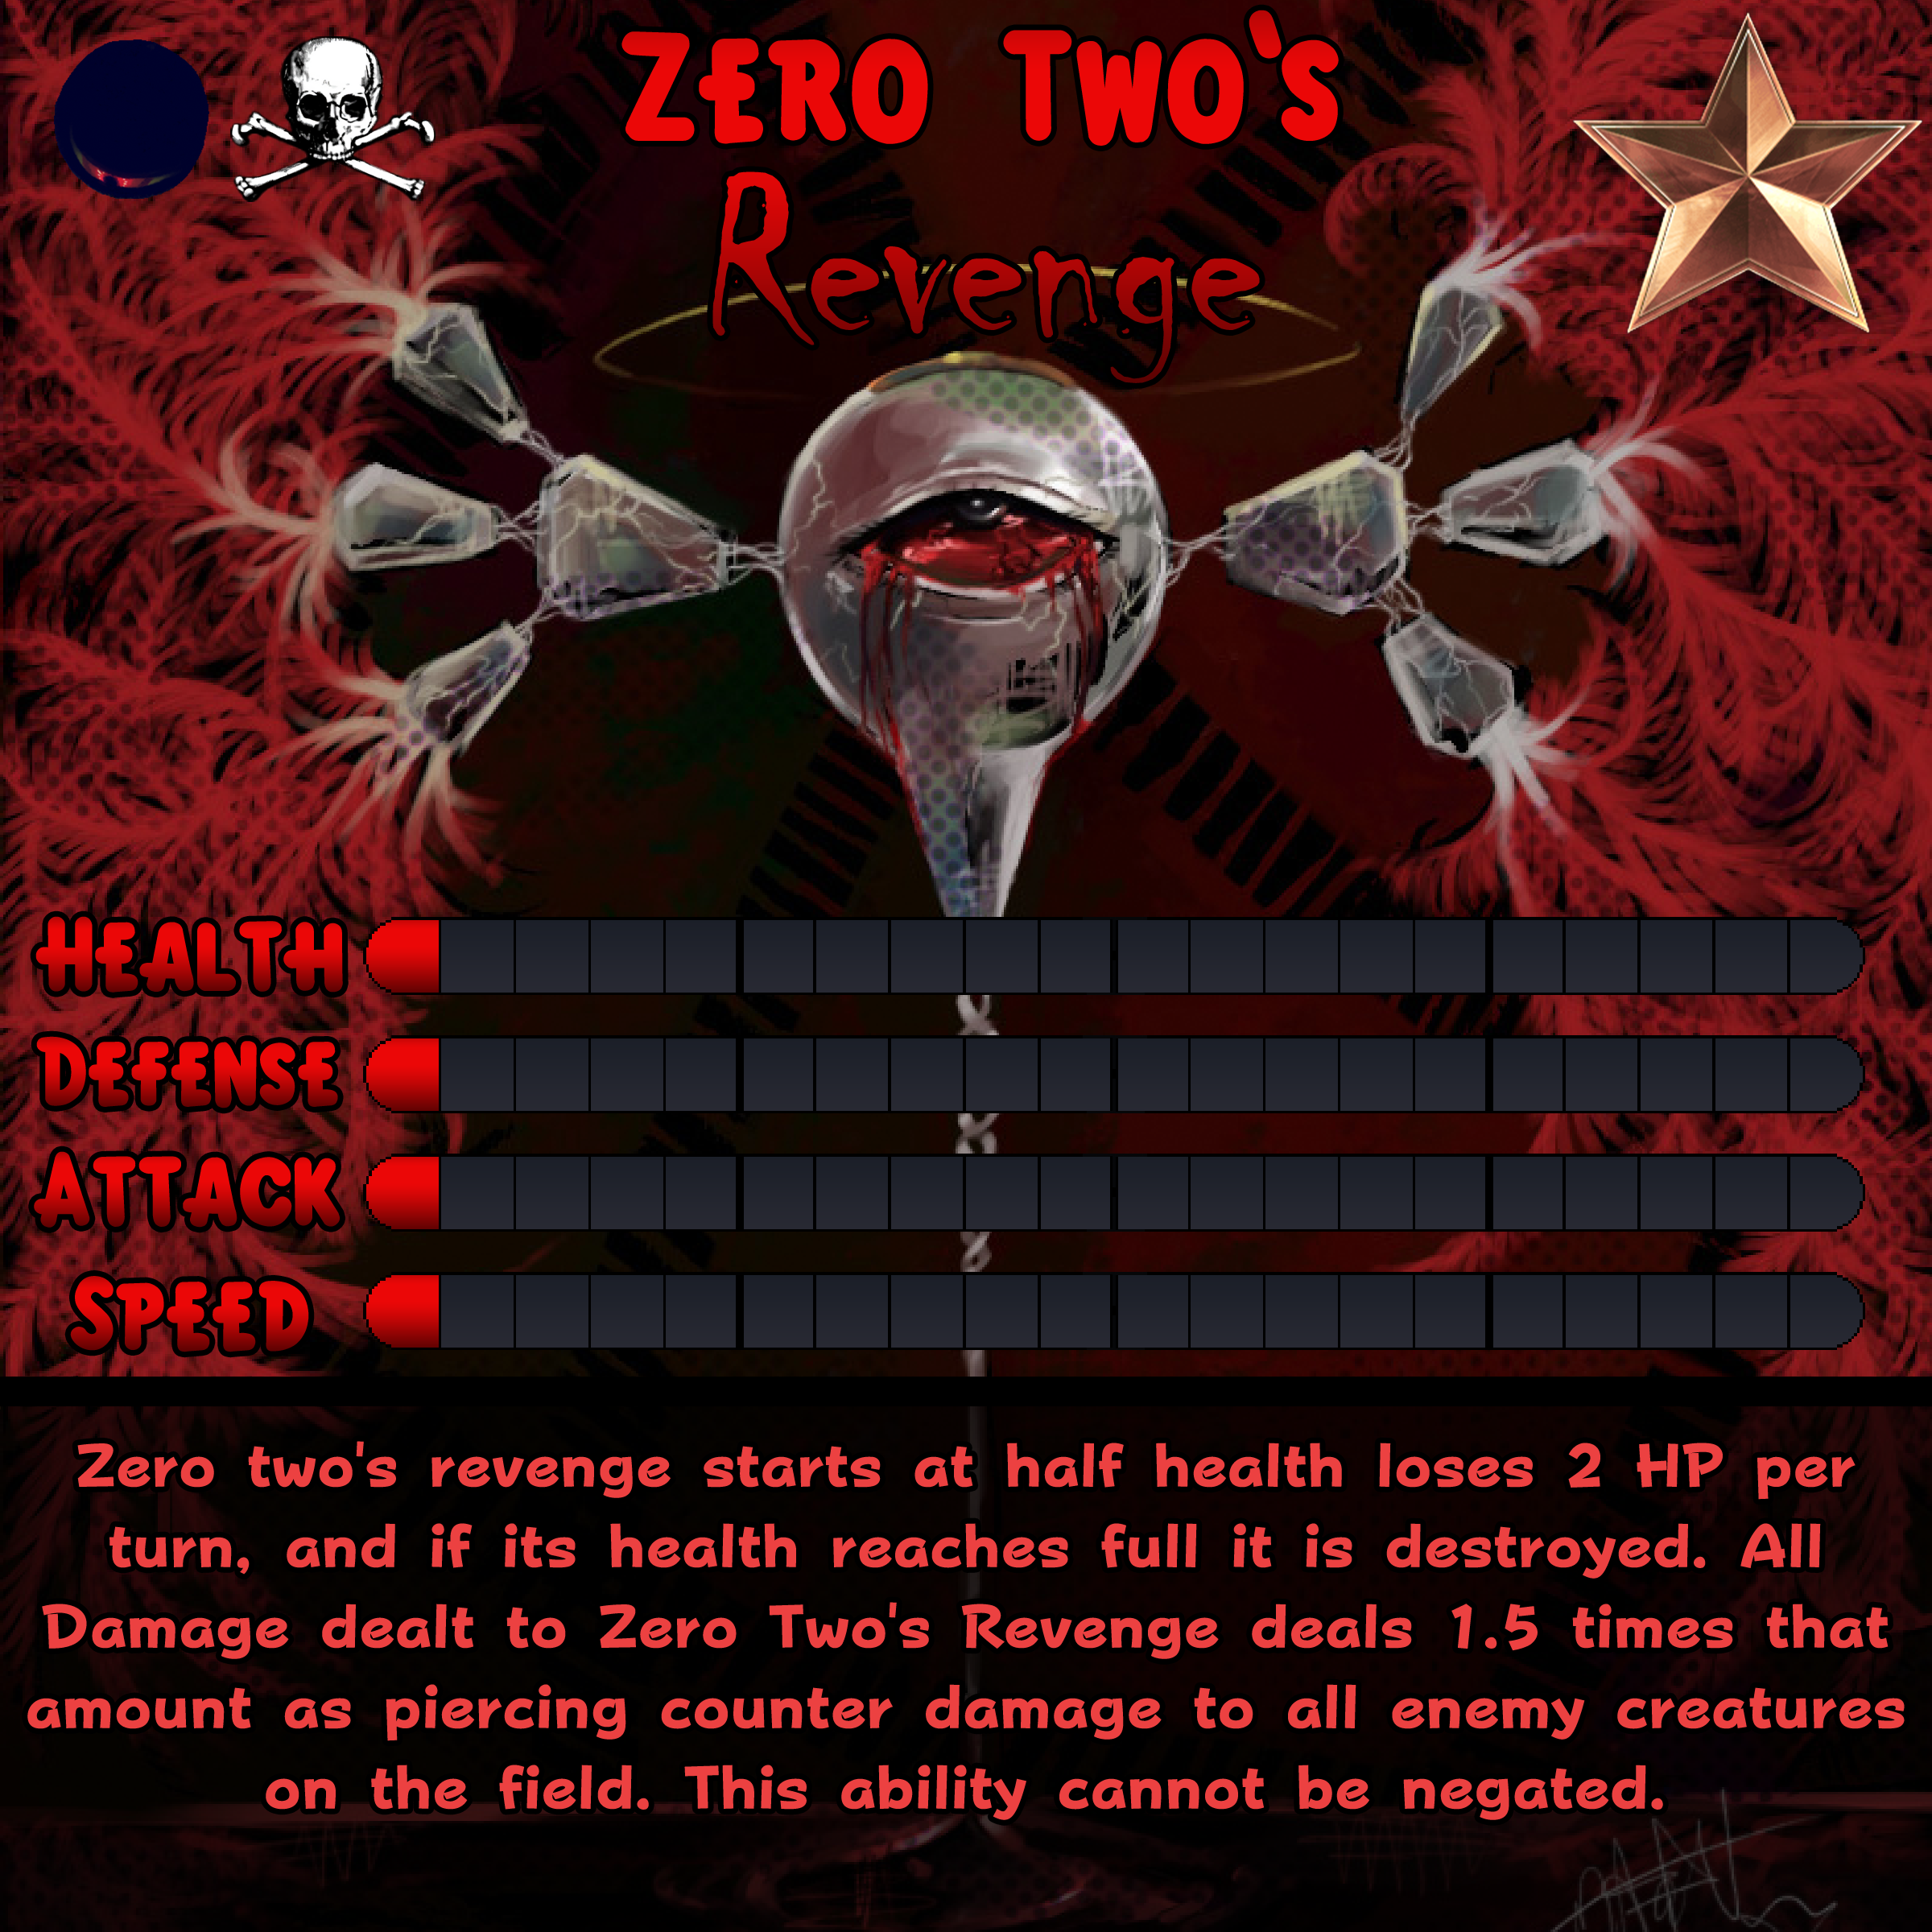 Zero Two's
Revenge
Health
Defense
Attack
Speed
Zero two's revenge starts at half health loses 2 HP per
turn, and if its health reaches full it is destroyed. All
Damage dealt to Zero Two's Revenge deals 1.5 times that
amount as piercing counter damage to all enemy creatures
on the field. This ability cannot be negated.